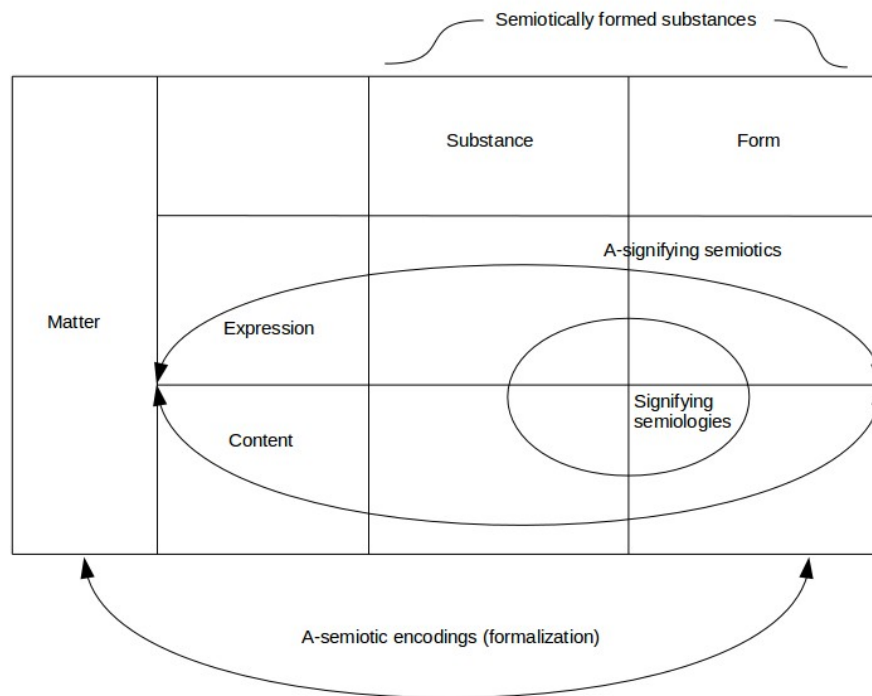 Semiotically formed substances
Substance
Form
A-signifying semiotics
Matter
Expression
Signifying
semiologies
Content
A-semiotic encodings (formalization)